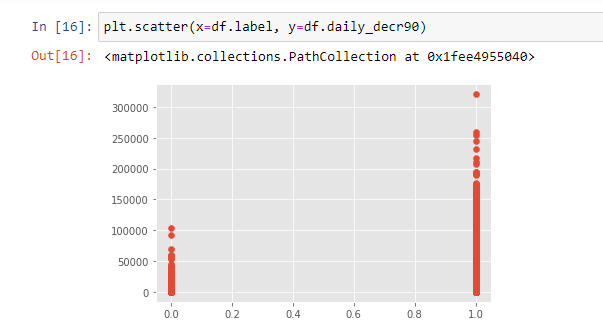 In [16]: plt.scatter(x=df.label, y=df.daily_decr90)
Out[16]: <matplotlib.collections.PathCollection at 0x1fee4955040>
300000
250000
200000
150000
100000
50000
0
0.0 0.2 0.4 0.6 0.8 1.0